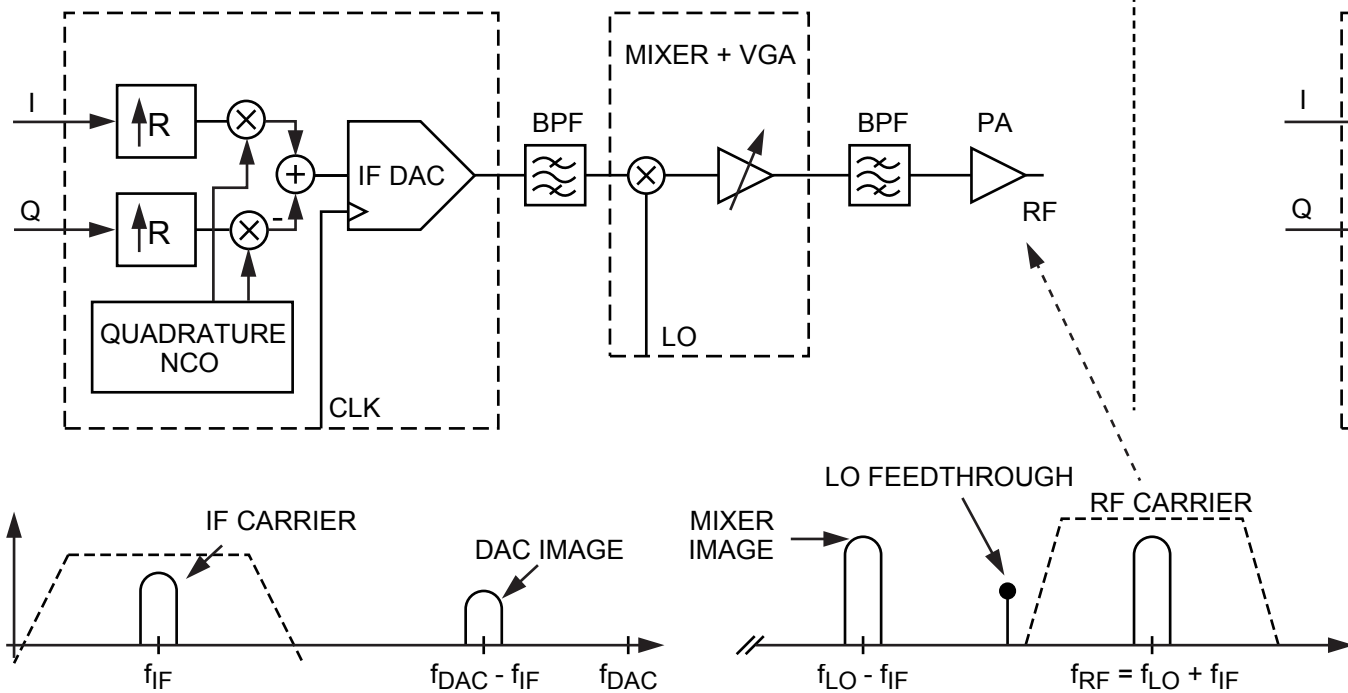 MIXER + VGA
I
R
BPF
BPF
PA
IF DAC
Q
R
-
RF
QUADRATURE
NCO
LO
CLK
I
Q
IF CARRIER
DAC IMAGE
MIXER
IMAGE
LO FEEDTHROUGH
RF CARRIER
fIF
fDAC - fIF
fDAC
fLO - fIF
fRF = fLO + fIF